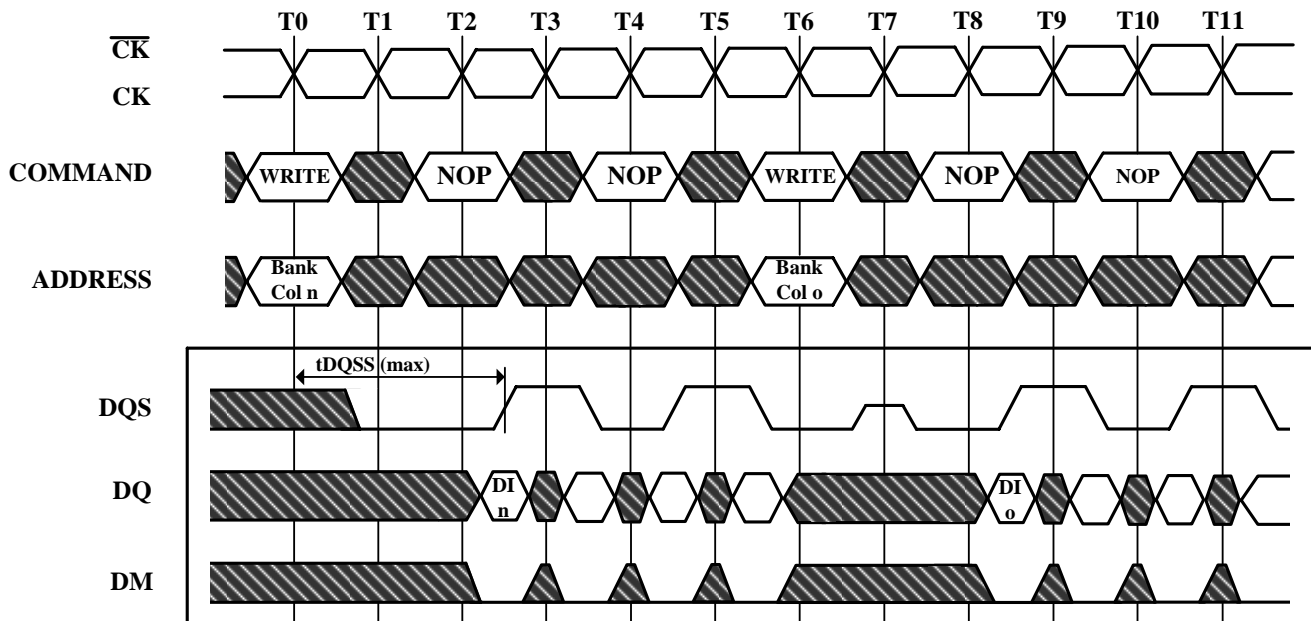 T0 T1 T2 T3 T4 T5 T6 T7 T8 T9 T10 T11
CK
CK
COMMAND WRITE NOP NOP WRITE NOP NOP
ADDRESS Bank Col n Bank Col o
tDQSS (max)
DQS
DQ DI n DI o
DM